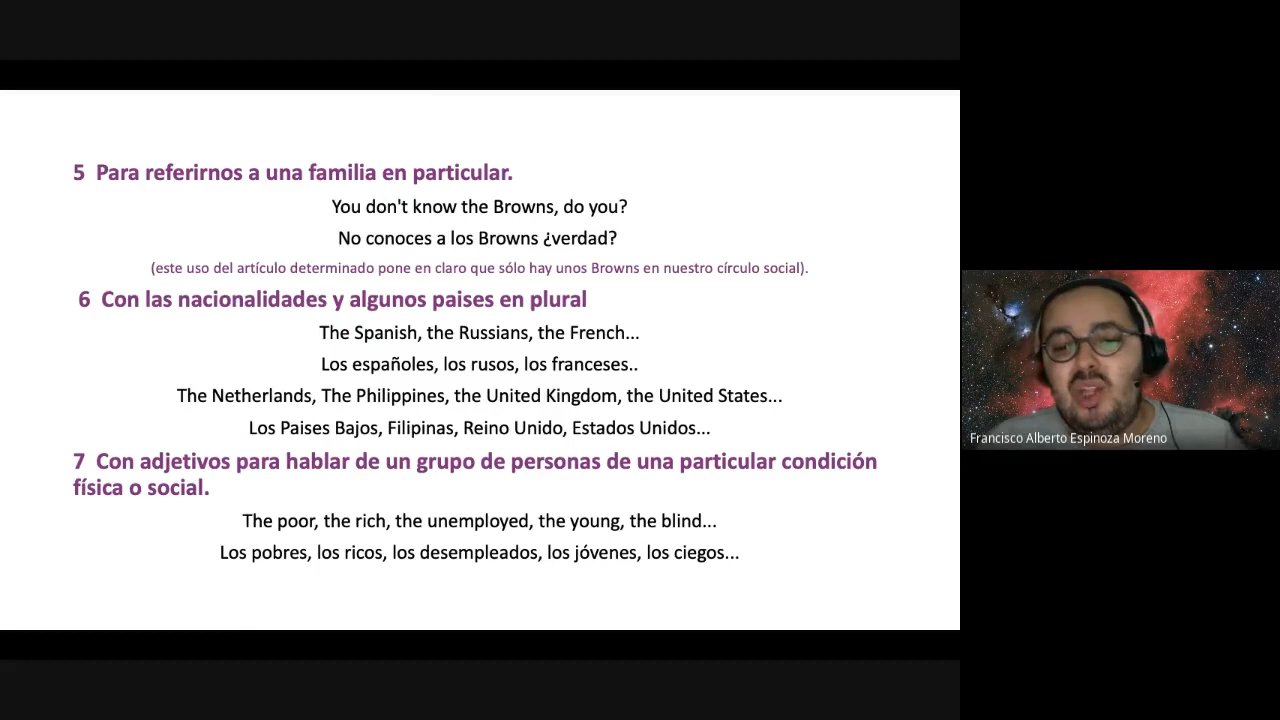 5  Para referirnos a una familia en particular.
You don't know the Browns, do you?
No conoces a los Browns ¿verdad?
(este uso del artículo determinado pone en claro que sólo hay unos Browns en nuestro círculo social).
6  Con las nacionalidades y algunos paises en plural
The Spanish, the Russians, the French...
Los españoles, los rusos, los franceses..
The Netherlands, The Philippines, the United Kingdom, the United States...
Los Paises Bajos, Filipinas, Reino Unido, Estados Unidos...
7  Con adjetivos para hablar de un grupo de personas de una particular condición
física o social.
The poor, the rich, the unemployed, the young, the blind...
Los pobres, los ricos, los desempleados, los jóvenes, los ciegos...
Francisco Alberto Espinoza Moreno